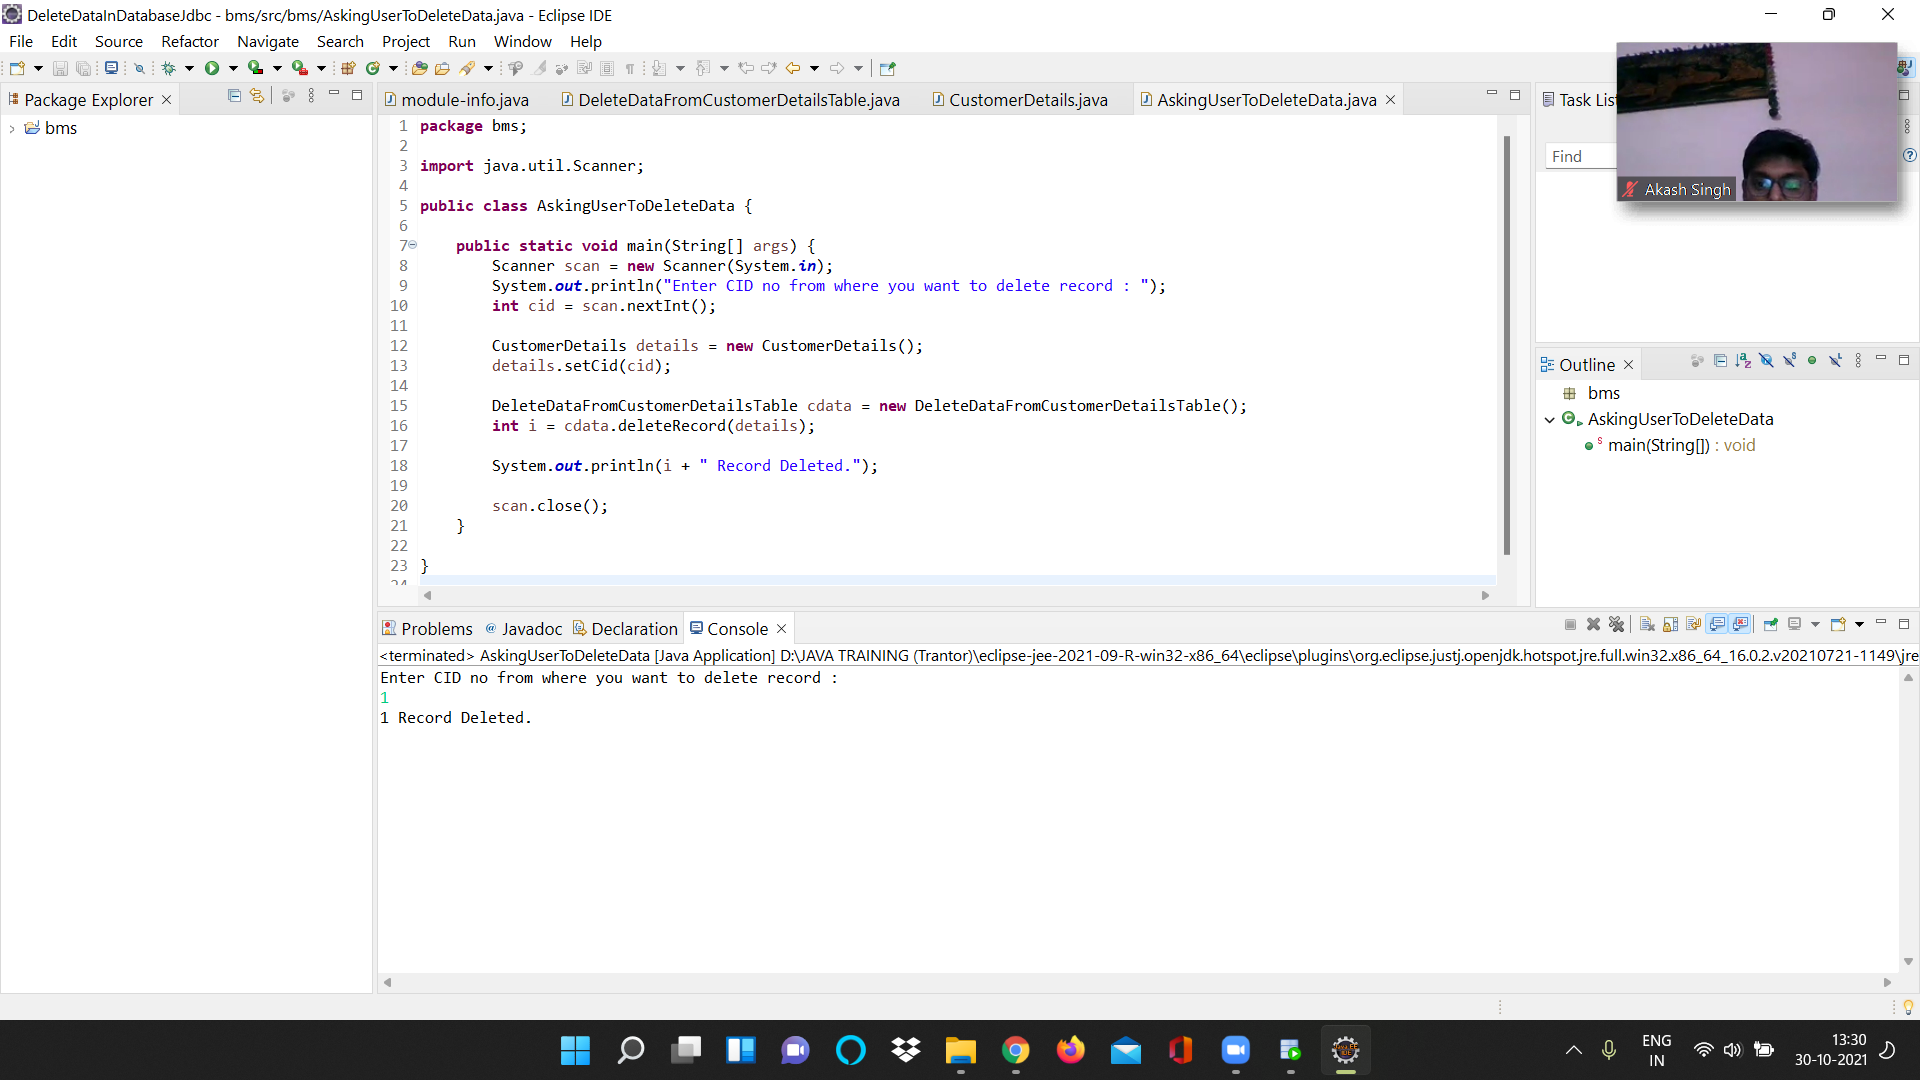 DeleteDataInDatabaseJdbc - bms/src/bms/AskingUserToDeleteData.java - Eclipse IDE
File Edit Source Refactor Navigate Search Project Run Window Help
Package Explorer
bms
module-info.java DeleteDataFromCustomerDetailsTable.java CustomerDetails.java AskingUserToDeleteData.java
1 package bms;
2
3 import java.util.Scanner;
4
5 public class AskingUserToDeleteData {
6
7 public static void main(String[] args) {
8 Scanner scan = new Scanner(System.in);
9 System.out.println("Enter CID no from where you want to delete record : ");
10 int cid = scan.nextInt();
11
12 CustomerDetails details = new CustomerDetails();
13 details.setCid(cid);
14
15 DeleteDataFromCustomerDetailsTable cdata = new DeleteDataFromCustomerDetailsTable();
16 int i = cdata.deleteRecord(details);
17
18 System.out.println(i + " Record Deleted.");
19
20 scan.close();
21 }
22
23 }
24
Task List
Find
Akash Singh
Outline
bms
AskingUserToDeleteData
main(String[]) : void
Problems @ Javadoc Declaration Console
<terminated> AskingUserToDeleteData [Java Application] D:\JAVA TRAINING (Trantor)\eclipse-jee-2021-09-R-win32-x86_64\eclipse\plugins\org.eclipse.justj.openjdk.hotspot.jre.full.win32.x86_64_16.0.2.v20210721-1149\jre
Enter CID no from where you want to delete record :
1
1 Record Deleted.
ENG
IN
13:30
30-10-2021